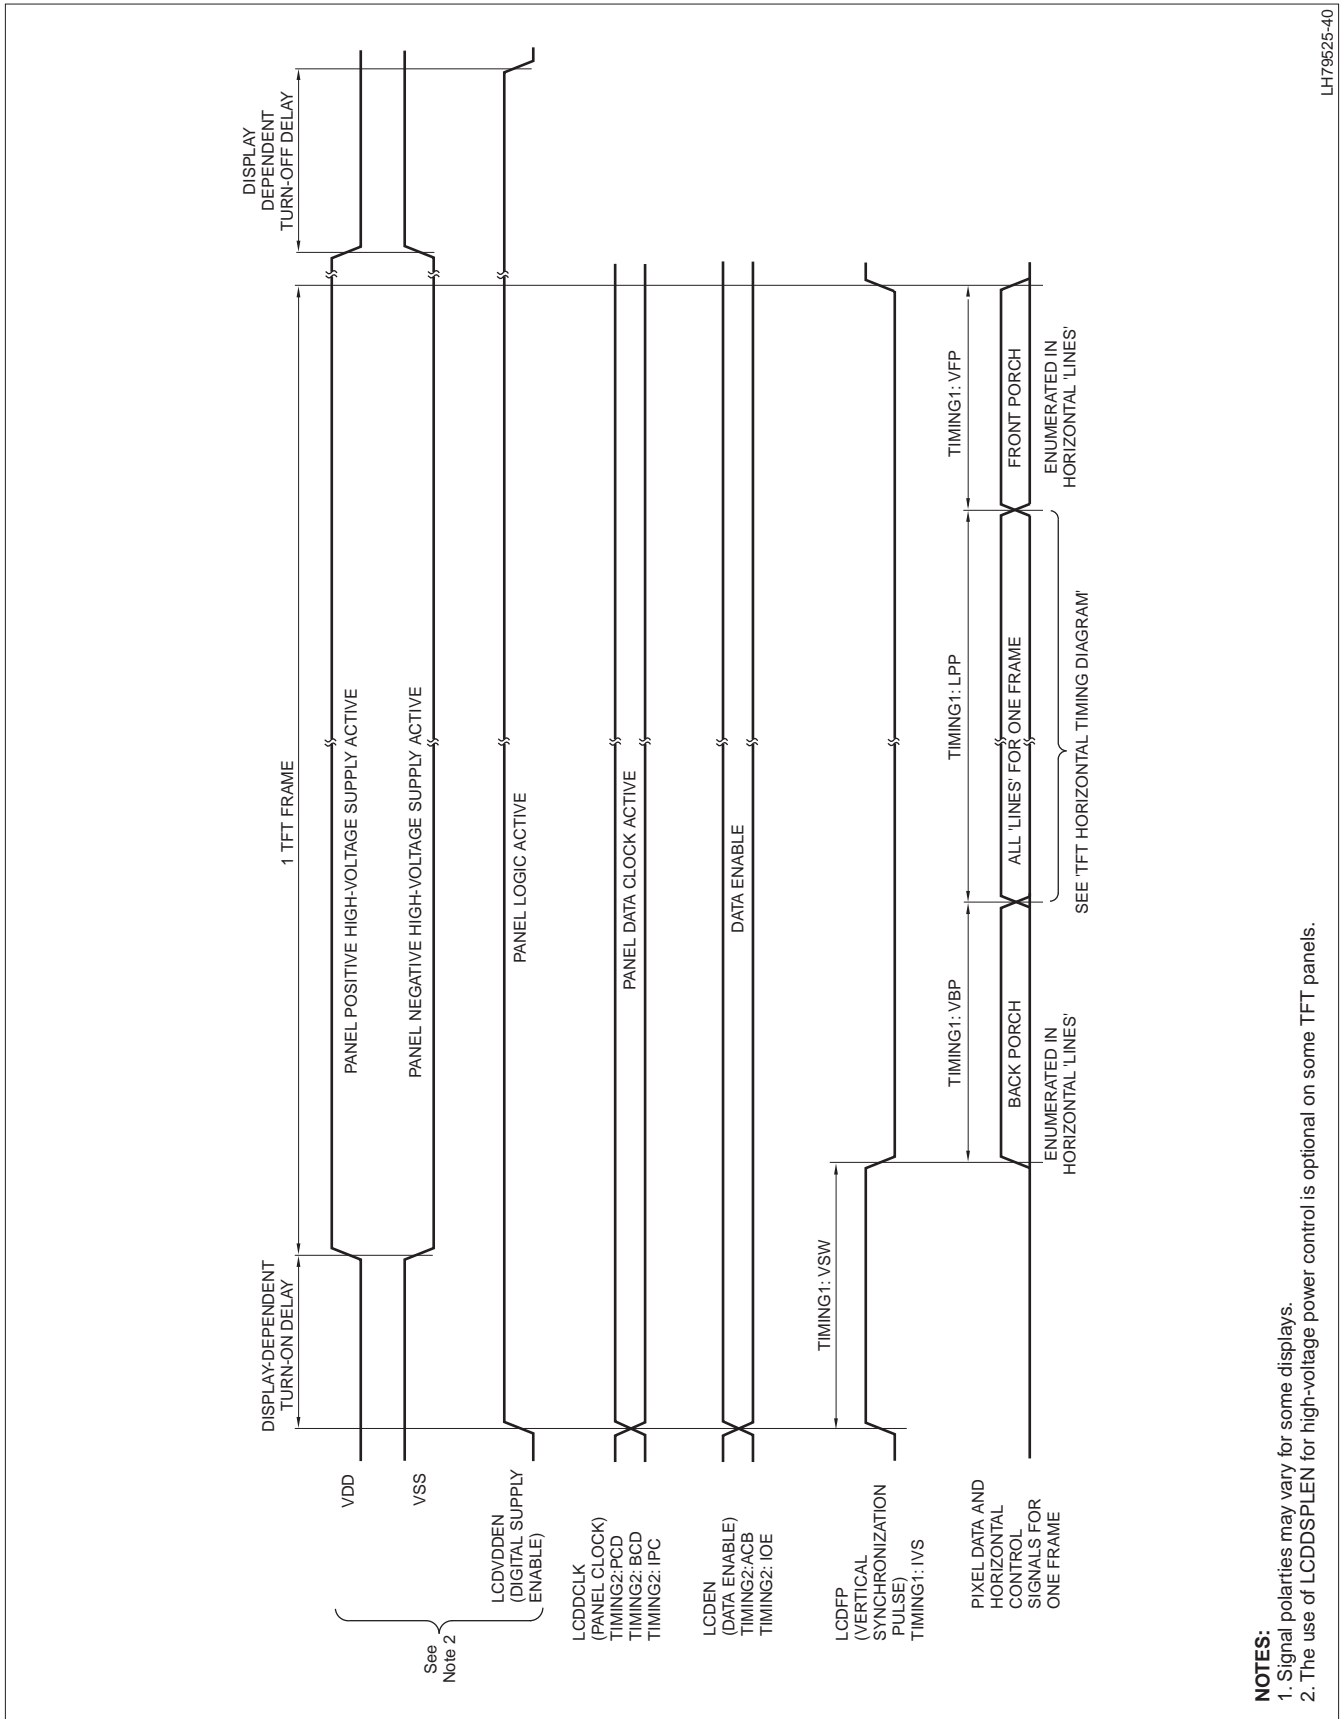 DISPLAY-DEPENDENT
TURN-ON DELAY
1 TFT FRAME
DISPLAY
DEPENDENT
TURN-OFF DELAY
VDD
PANEL POSITIVE HIGH-VOLTAGE SUPPLY ACTIVE
VSS
PANEL NEGATIVE HIGH-VOLTAGE SUPPLY ACTIVE
See
Note 2
LCDVDDEN
(DIGITAL SUPPLY
ENABLE)
PANEL LOGIC ACTIVE
LCDDCLK
(PANEL CLOCK)
TIMING2:PCD
TIMING2: BCD
TIMING2: IPC
PANEL DATA CLOCK ACTIVE
LCDEN
(DATA ENABLE)
TIMING2:ACB
TIMING2: IOE
DATA ENABLE
TIMING1: VSW
LCDFP
(VERTICAL
SYNCHRONIZATION
PULSE)
TIMING1: IVS
TIMING1: VBP
TIMING1: LPP
TIMING1: VFP
PIXEL DATA AND
HORIZONTAL
CONTROL
SIGNALS FOR
ONE FRAME
BACK PORCH
ALL 'LINES' FOR ONE FRAME
FRONT PORCH
ENUMERATED IN
HORIZONTAL 'LINES'
SEE 'TFT HORIZONTAL TIMING DIAGRAM'
ENUMERATED IN
HORIZONTAL 'LINES'
NOTES:
1. Signal polarties may vary for some displays.
2. The use of LCDDSPLEN for high-voltage power control is optional on some TFT panels.
LH79525-40